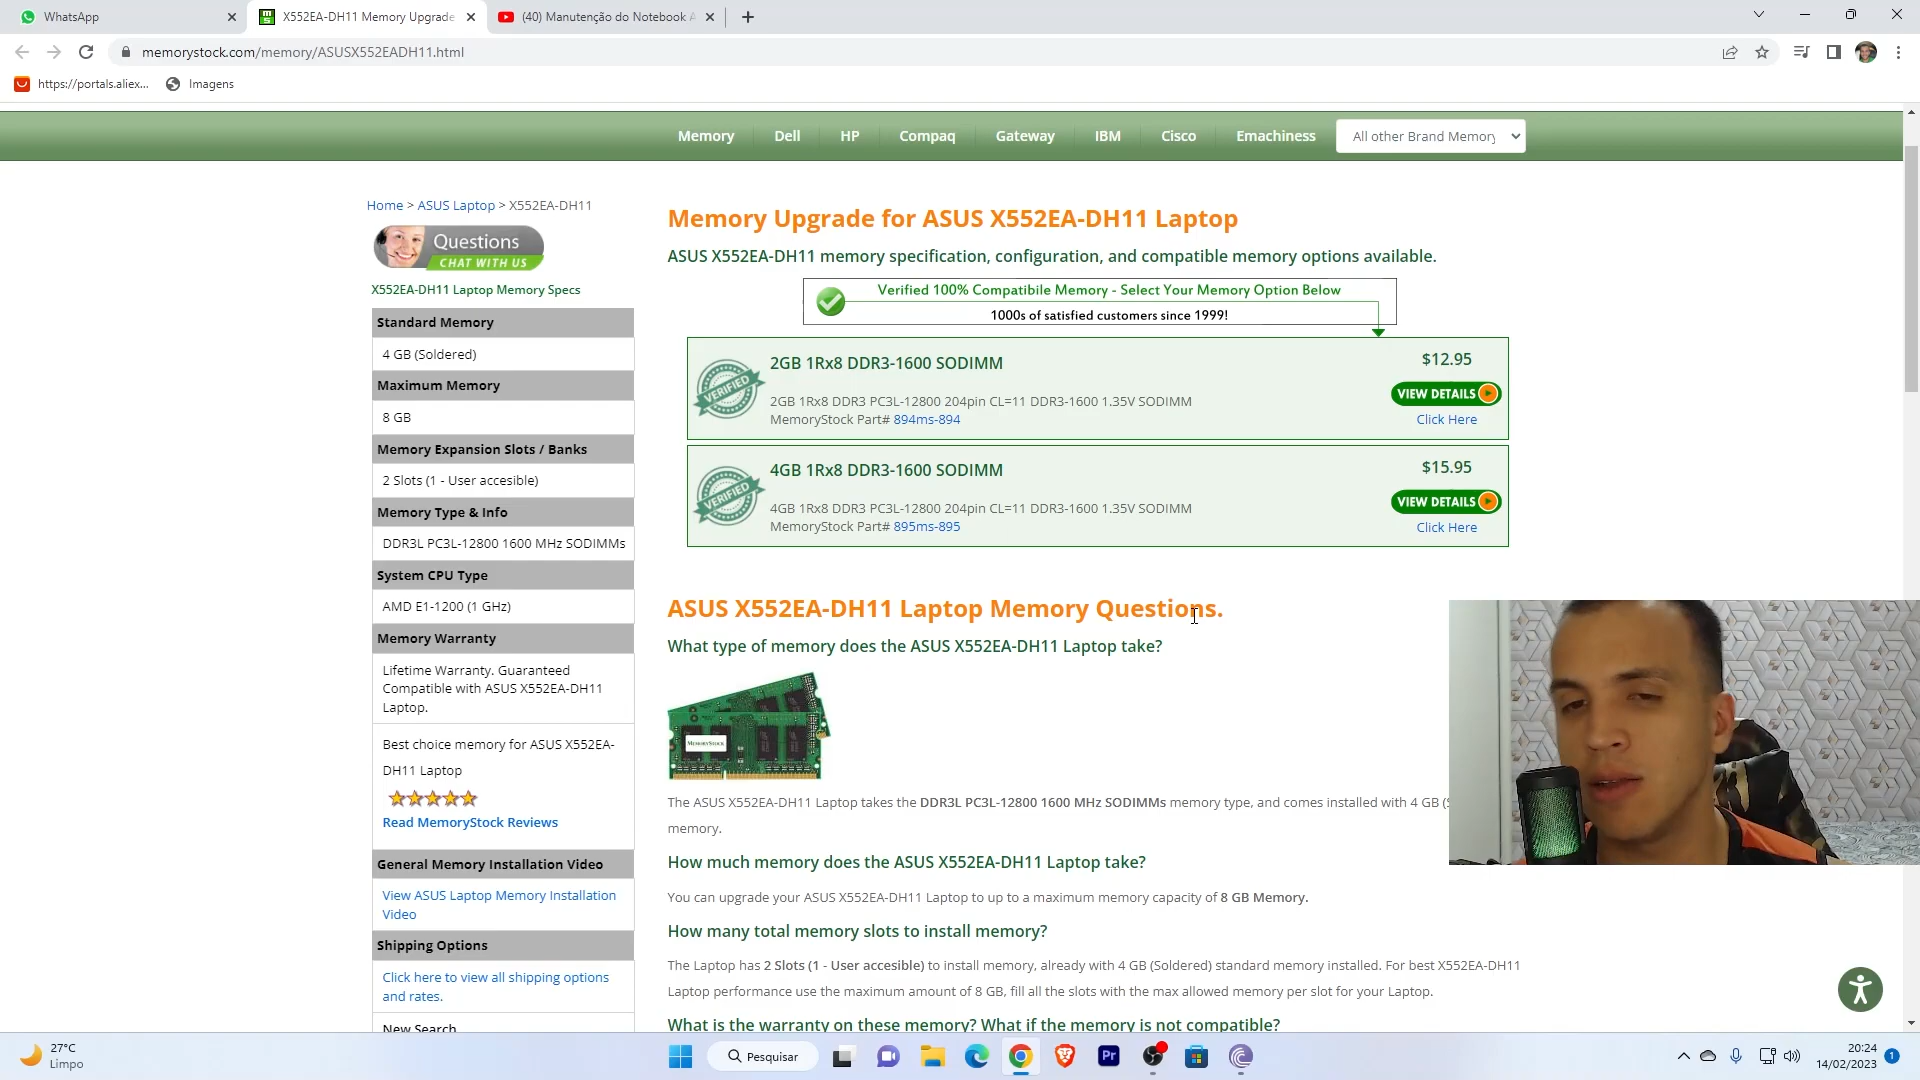 WhatsApp
X552EA-DH11 Memory Upgrade
(40) Manutenção do Notebook A
memorystock.com/memory/ASUSX552EADH11.html
https://portals.aliex...
Imagens
Memory
Dell
HP
Compaq
Gateway
IBM
Cisco
Emachiness
All other Brand Memory
Home > ASUS Laptop > X552EA-DH11
Questions
CHAT WITH US
X552EA-DH11 Laptop Memory Specs
Standard Memory
4 GB (Soldered)
Maximum Memory
8 GB
Memory Expansion Slots / Banks
2 Slots (1 - User accesible)
Memory Type & Info
DDR3L PC3L-12800 1600 MHz SODIMMs
System CPU Type
AMD E1-1200 (1 GHz)
Memory Warranty
Lifetime Warranty. Guaranteed
Compatible with ASUS X552EA-DH11
Laptop.
Best choice memory for ASUS X552EA-
DH11 Laptop
Read MemoryStock Reviews
General Memory Installation Video
View ASUS Laptop Memory Installation
Video
Shipping Options
Click here to view all shipping options
and rates.
New Search
Memory Upgrade for ASUS X552EA-DH11 Laptop
ASUS X552EA-DH11 memory specification, configuration, and compatible memory options available.
Verified 100% Compatibile Memory - Select Your Memory Option Below
1000s of satisfied customers since 1999!
VERIFIED
2GB 1Rx8 DDR3-1600 SODIMM
2GB 1Rx8 DDR3 PC3L-12800 204pin CL=11 DDR3-1600 1.35V SODIMM
MemoryStock Part# 894ms-894
$12.95
VIEW DETAILS
Click Here
VERIFIED
4GB 1Rx8 DDR3-1600 SODIMM
4GB 1Rx8 DDR3 PC3L-12800 204pin CL=11 DDR3-1600 1.35V SODIMM
MemoryStock Part# 895ms-895
$15.95
VIEW DETAILS
Click Here
ASUS X552EA-DH11 Laptop Memory Questions.
What type of memory does the ASUS X552EA-DH11 Laptop take?
MEMORYSTOCK
The ASUS X552EA-DH11 Laptop takes the DDR3L PC3L-12800 1600 MHz SODIMMs memory type, and comes installed with 4 GB (S
memory.
How much memory does the ASUS X552EA-DH11 Laptop take?
You can upgrade your ASUS X552EA-DH11 Laptop to up to a maximum memory capacity of 8 GB Memory.
How many total memory slots to install memory?
The Laptop has 2 Slots (1 - User accesible) to install memory, already with 4 GB (Soldered) standard memory installed. For best X552EA-DH11
Laptop performance use the maximum amount of 8 GB, fill all the slots with the max allowed memory per slot for your Laptop.
What is the warranty on these memory? What if the memory is not compatible?
27°C
Limpo
Pesquisar
Pr
20:24
14/02/2023
1